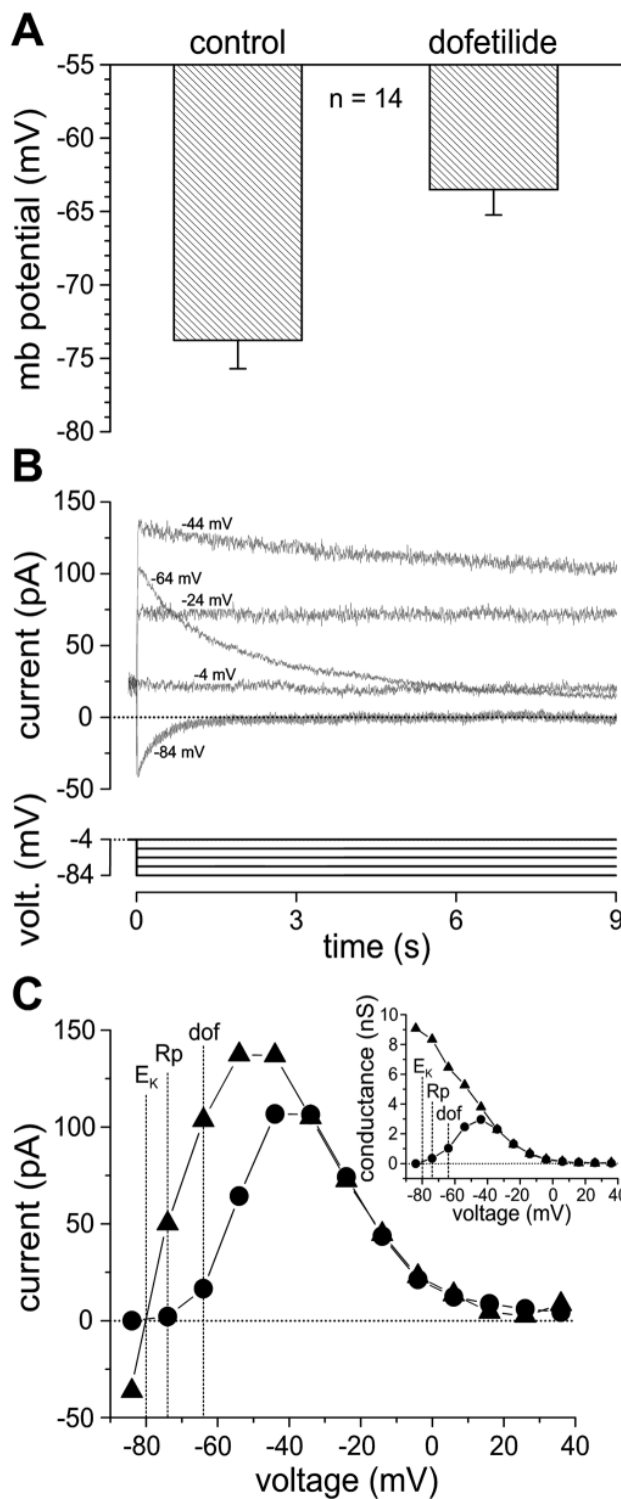 A
control dofetilide
n = 14
mb potential (mV)
-55
-60
-65
-70
-75
-80
B
current (pA)
150
100
50
0
-50
-44 mV
-64 mV
-24 mV
-4 mV
-84 mV
volt. (mV)
-4
-84
0 3 6 9
time (s)
C
current (pA)
150
100
50
0
-50
E_K
Rp
dof
-80 -60 -40 -20 0 20 40
voltage (mV)
conductance (nS)
10
8
6
4
2
0
E_K
Rp
dof
-80 -60 -40 -20 0 20
voltage (mV)